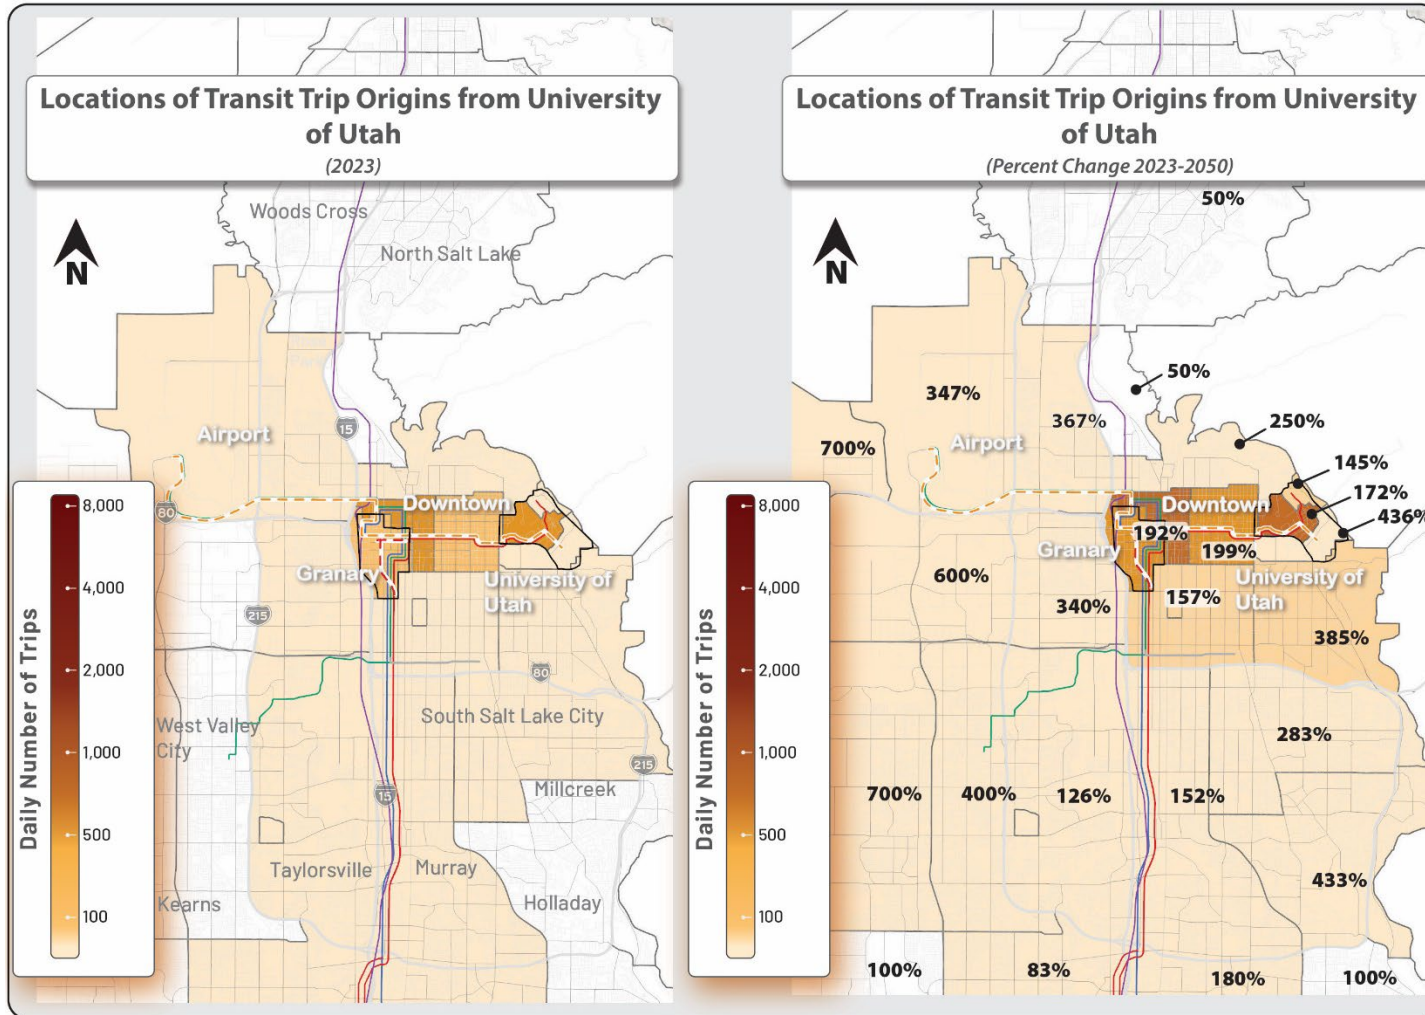 Locations of Transit Trip Origins from University
of Utah
(2023)
Woods Cross
North Salt Lake
N
15
Airport
80
Downtown
Granary
University of
Utah
215
80
West Valley
City
South Salt Lake City
215
Millcreek
15
Taylorsville
Murray
Kearns
Holladay
Daily Number of Trips
8,000
4,000
2,000
1,000
500
100
Locations of Transit Trip Origins from University
of Utah
(Percent Change 2023-2050)
50%
N
50%
347%
367%
250%
Airport
700%
145%
172%
436%
Downtown
192%
Granary
199%
600%
University of
Utah
340%
157%
385%
283%
700%
400%
126%
152%
433%
100%
83%
180%
100%
Daily Number of Trips
8,000
4,000
2,000
1,000
500
100